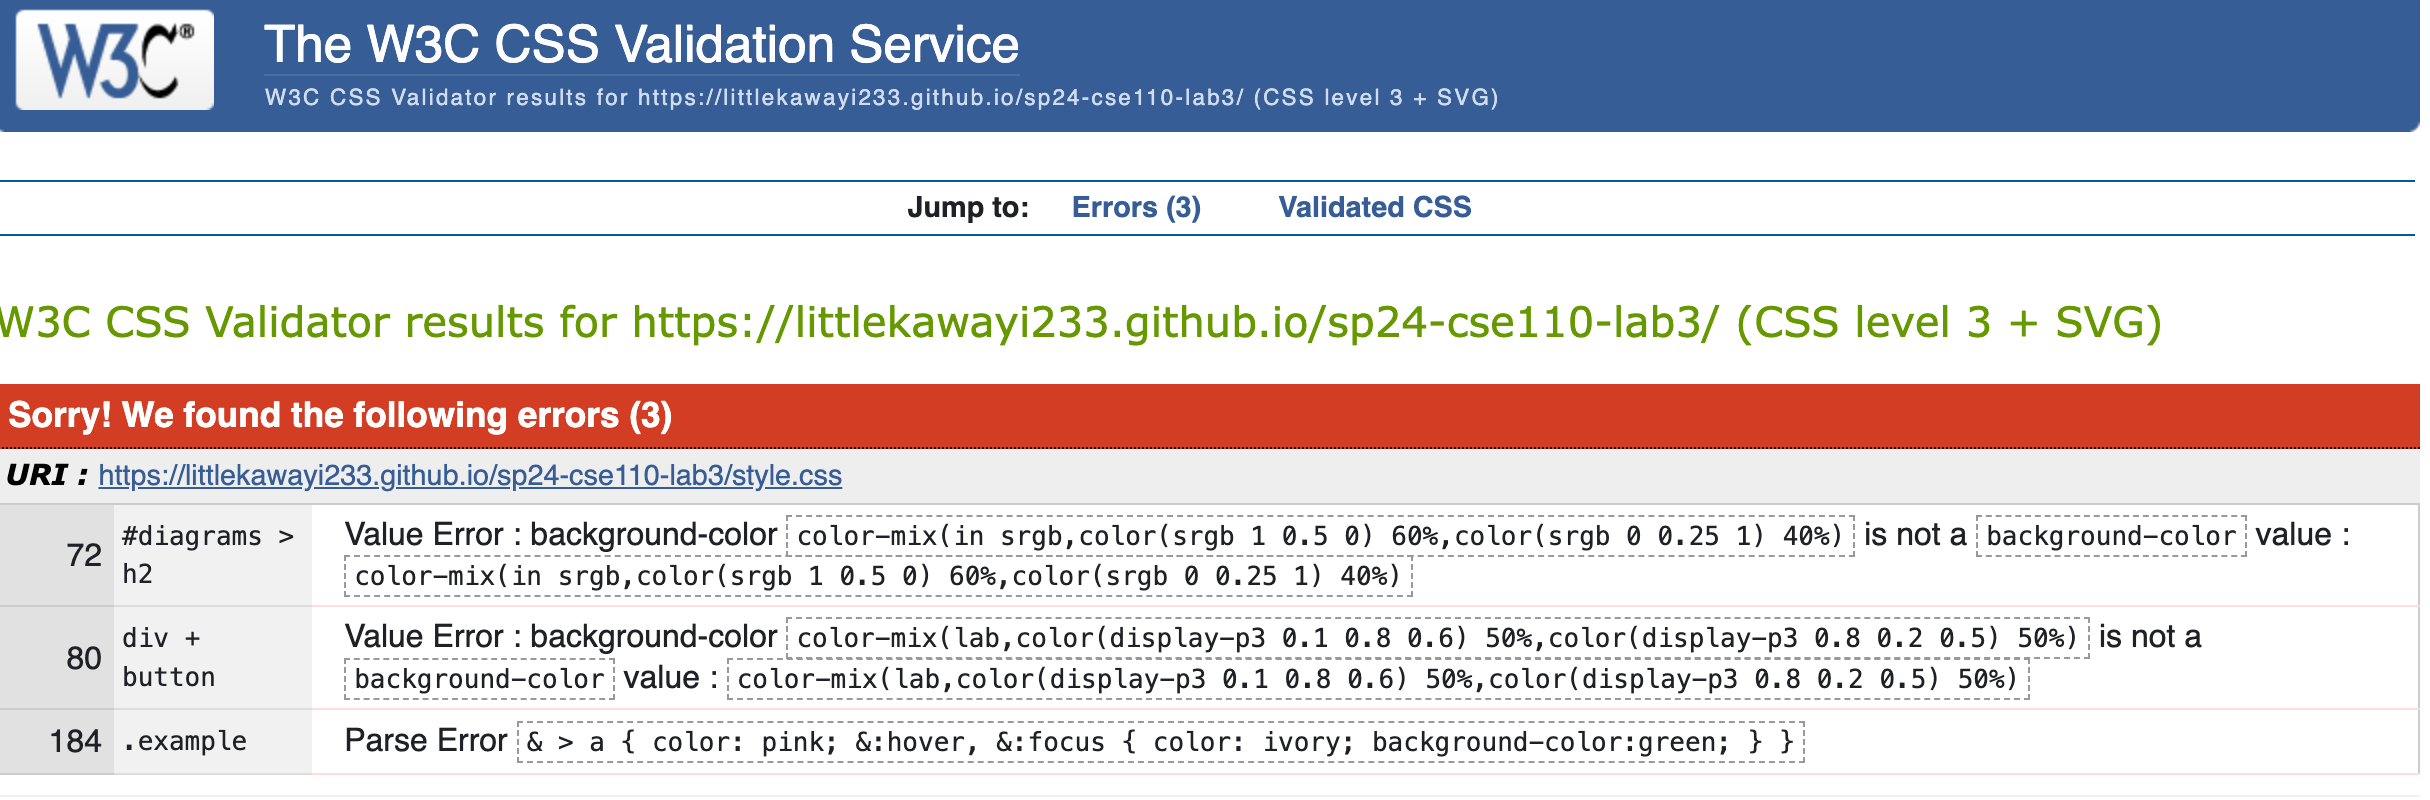 W3C®
The W3C CSS Validation Service
W3C CSS Validator results for https://littlekawayi233.github.io/sp24-cse110-lab3/ (CSS level 3 + SVG)
Jump to: Errors (3) Validated CSS
W3C CSS Validator results for https://littlekawayi233.github.io/sp24-cse110-lab3/ (CSS level 3 + SVG)
Sorry! We found the following errors (3)
URI : https://littlekawayi233.github.io/sp24-cse110-lab3/style.css
72 #diagrams > h2 Value Error : background-color color-mix(in srgb,color(srgb 1 0.5 0) 60%,color(srgb 0 0.25 1) 40%) is not a background-color value :
color-mix(in srgb,color(srgb 1 0.5 0) 60%,color(srgb 0 0.25 1) 40%)
80 div + button Value Error : background-color color-mix(lab,color(display-p3 0.1 0.8 0.6) 50%,color(display-p3 0.8 0.2 0.5) 50%) is not a
background-color value : color-mix(lab,color(display-p3 0.1 0.8 0.6) 50%,color(display-p3 0.8 0.2 0.5) 50%)
184 .example Parse Error & > a { color: pink; &:hover, &:focus { color: ivory; background-color:green; } }